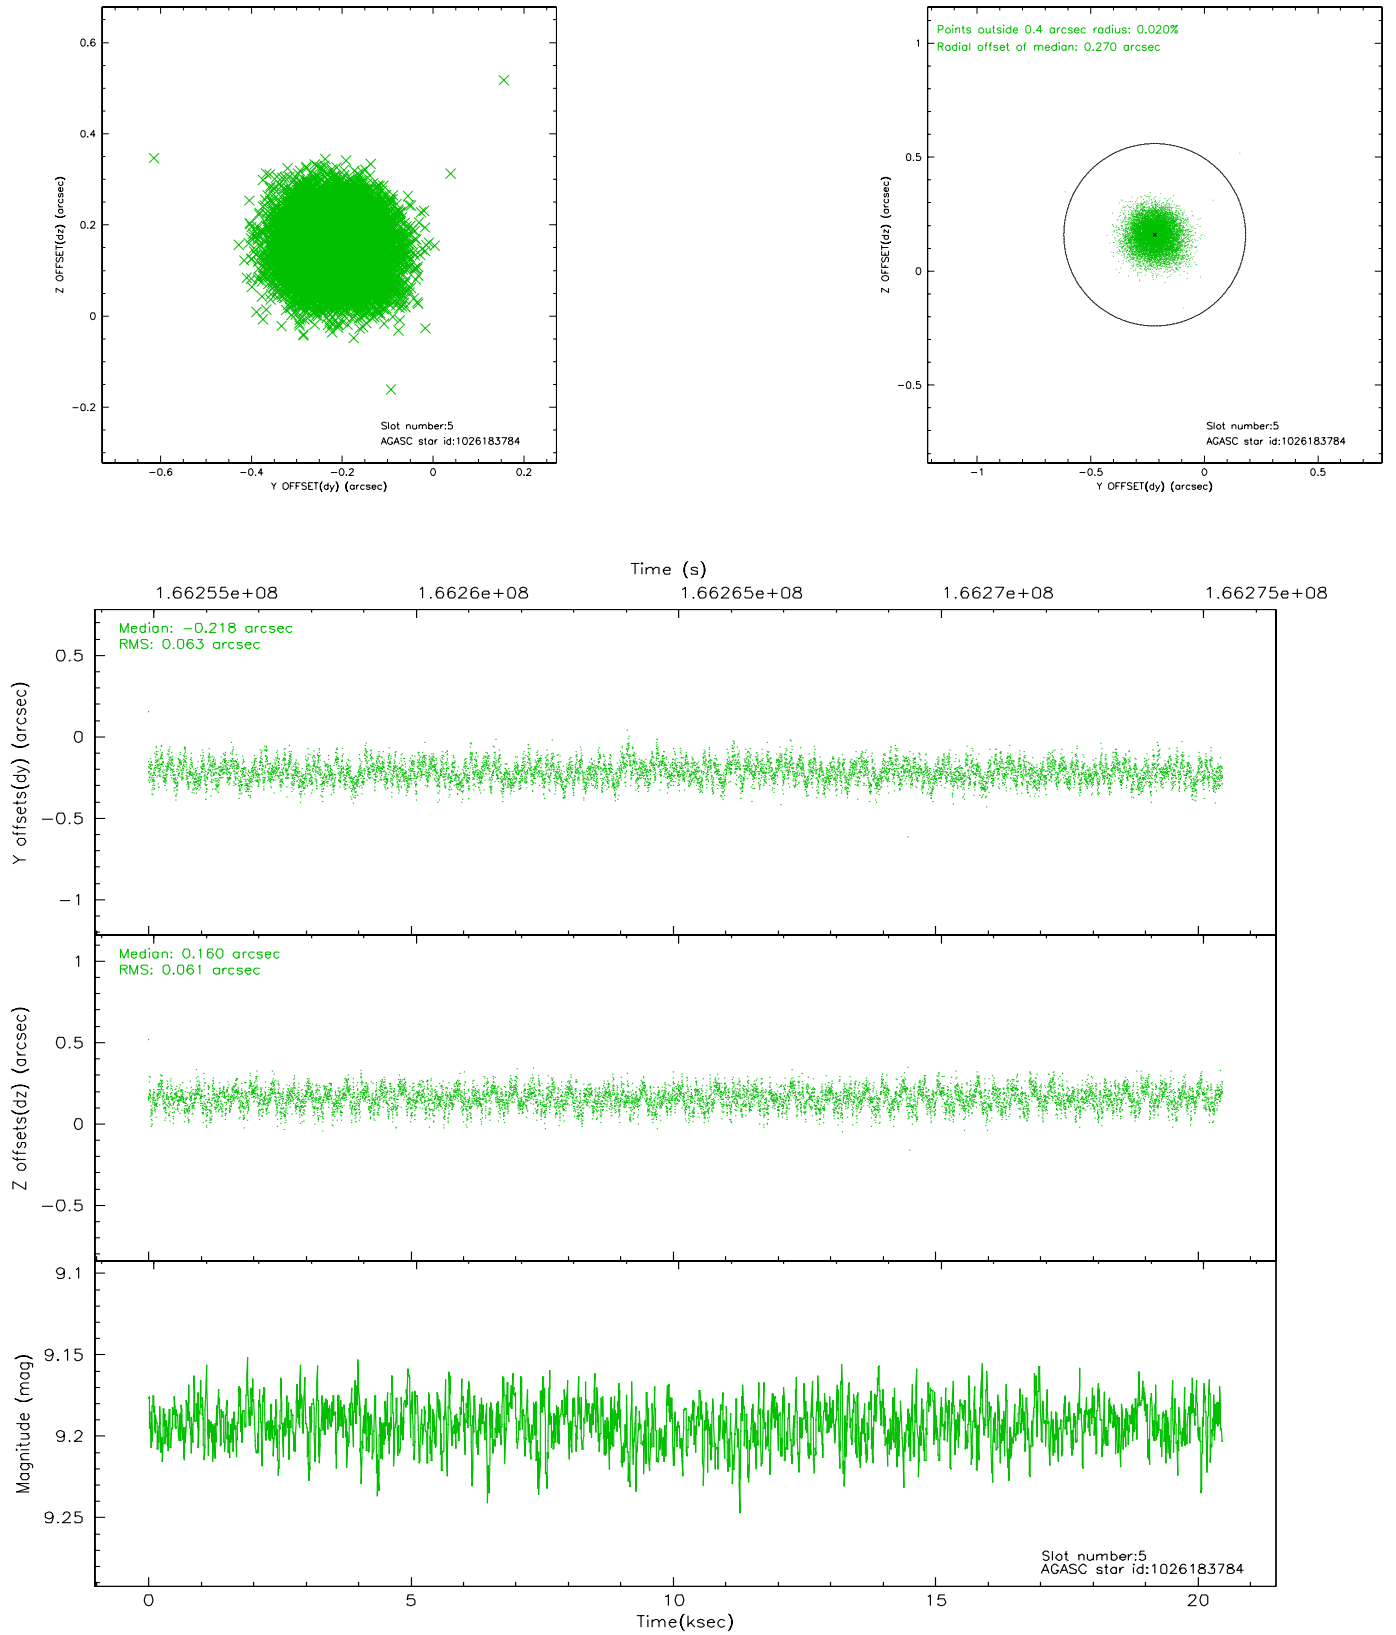 0.6
0.4
0.2
0
−0.2
Z OFFSET(dz) (arcsec)
−0.6 −0.4 −0.2 0 0.2
Y OFFSET(dy) (arcsec)
Slot number:5
AGASC star id:1026183784
Points outside 0.4 arcsec radius: 0.020%
Radial offset of median: 0.270 arcsec
1
0.5
0
−0.5
Z OFFSET(dz) (arcsec)
−1 −0.5 0 0.5
Y OFFSET(dy) (arcsec)
Slot number:5
AGASC star id:1026183784
Time (s)
1.66255e+08 1.6626e+08 1.66265e+08 1.6627e+08 1.66275e+08
Median: −0.218 arcsec
RMS: 0.063 arcsec
0.5
0
−0.5
−1
Y offsets(dy) (arcsec)
Median: 0.160 arcsec
RMS: 0.061 arcsec
1
0.5
0
−0.5
Z offsets(dz) (arcsec)
9.1
9.15
9.2
9.25
Magnitude (mag)
Slot number:5
AGASC star id:1026183784
0 5 10 15 20
Time(ksec)